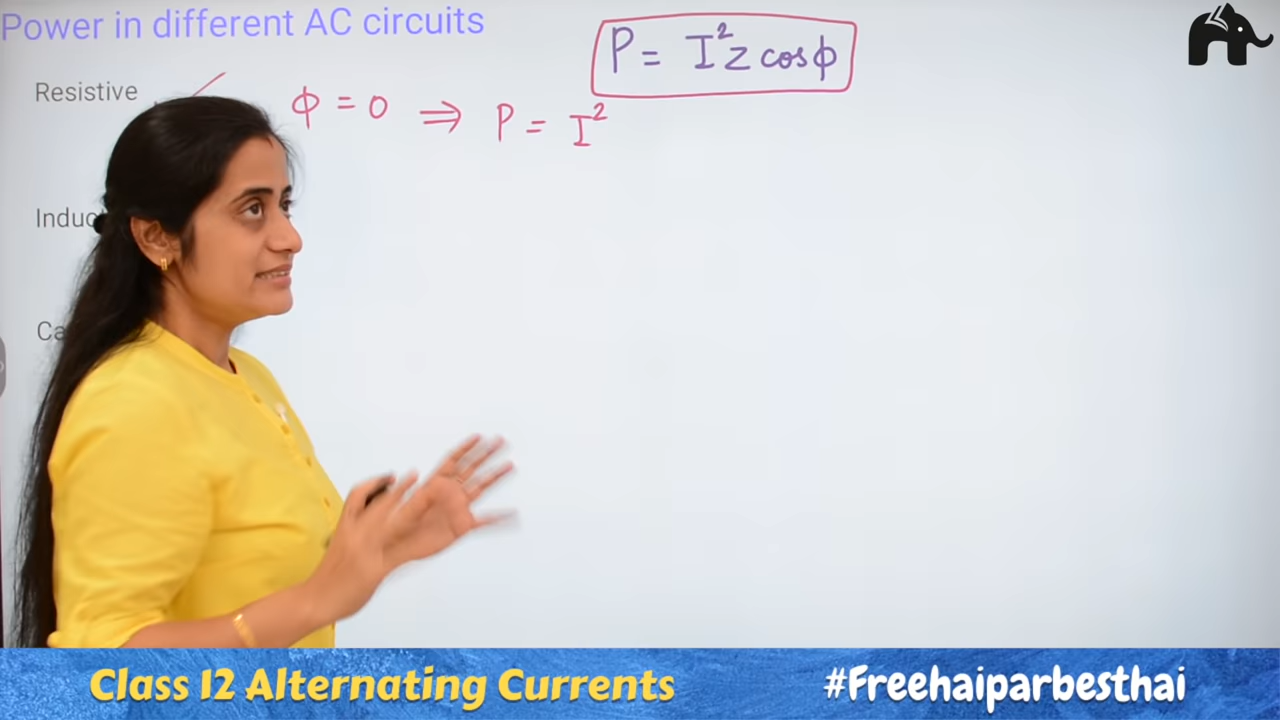 Power in different AC circuits
P = I²z cosϕ
Resistive
ϕ = 0 ⇒ P = I²
Class 12 Alternating Currents
#Freehaiparbesthai